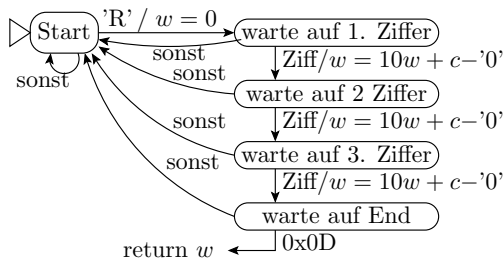 'R' / w = 0
Start
warte auf 1. Ziffer
sonst
Ziff/w = 10w + c−'0'
sonst
sonst
warte auf 2 Ziffer
Ziff/w = 10w + c−'0'
sonst
warte auf 3. Ziffer
sonst
Ziff/w = 10w + c−'0'
warte auf End
return w
0x0D